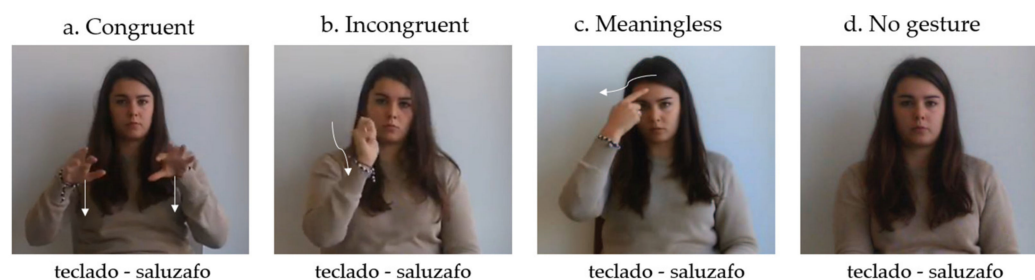 a. Congruent
b. Incongruent
c. Meaningless
d. No gesture
teclado - saluzafo
teclado - saluzafo
teclado - saluzafo
teclado - saluzafo